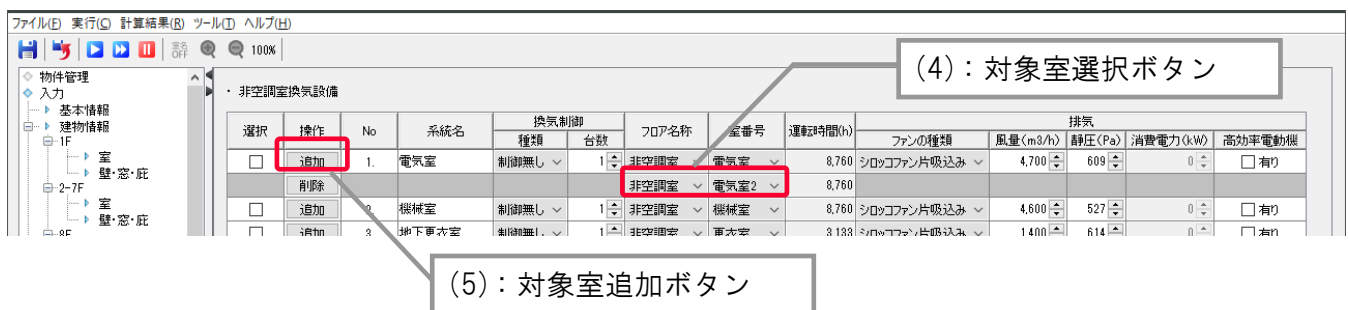 ファイル(F) 実行(C) 計算結果(R) ツール(T) ヘルプ(H)
室名 OFF 100%
(4)：対象室選択ボタン
物件管理
入力
基本情報
建物情報
1F
室
壁・窓・庇
2-7F
室
壁・窓・庇
8F
・ 非空調室換気設備
選択 操作 No 系統名 換気制御 フロア名称 室番号 運転時間(h) 排気
種類 台数 ファンの種類 風量(m3/h) 静圧(Pa) 消費電力(kW) 高効率電動機
追加 1. 電気室 制御無し 1 非空調室 電気室 8,760 シロッコファン片吸込み 4,700 609 0 有り
削除 非空調室 電気室2 8,760
追加 2. 機械室 制御無し 1 非空調室 機械室 8,760 シロッコファン片吸込み 4,600 527 0 有り
追加 3. 地下更衣室 制御無し 1 非空調室 更衣室 3,133 シロッコファン片吸込み 1,400 614 0 有り
(5)：対象室追加ボタン